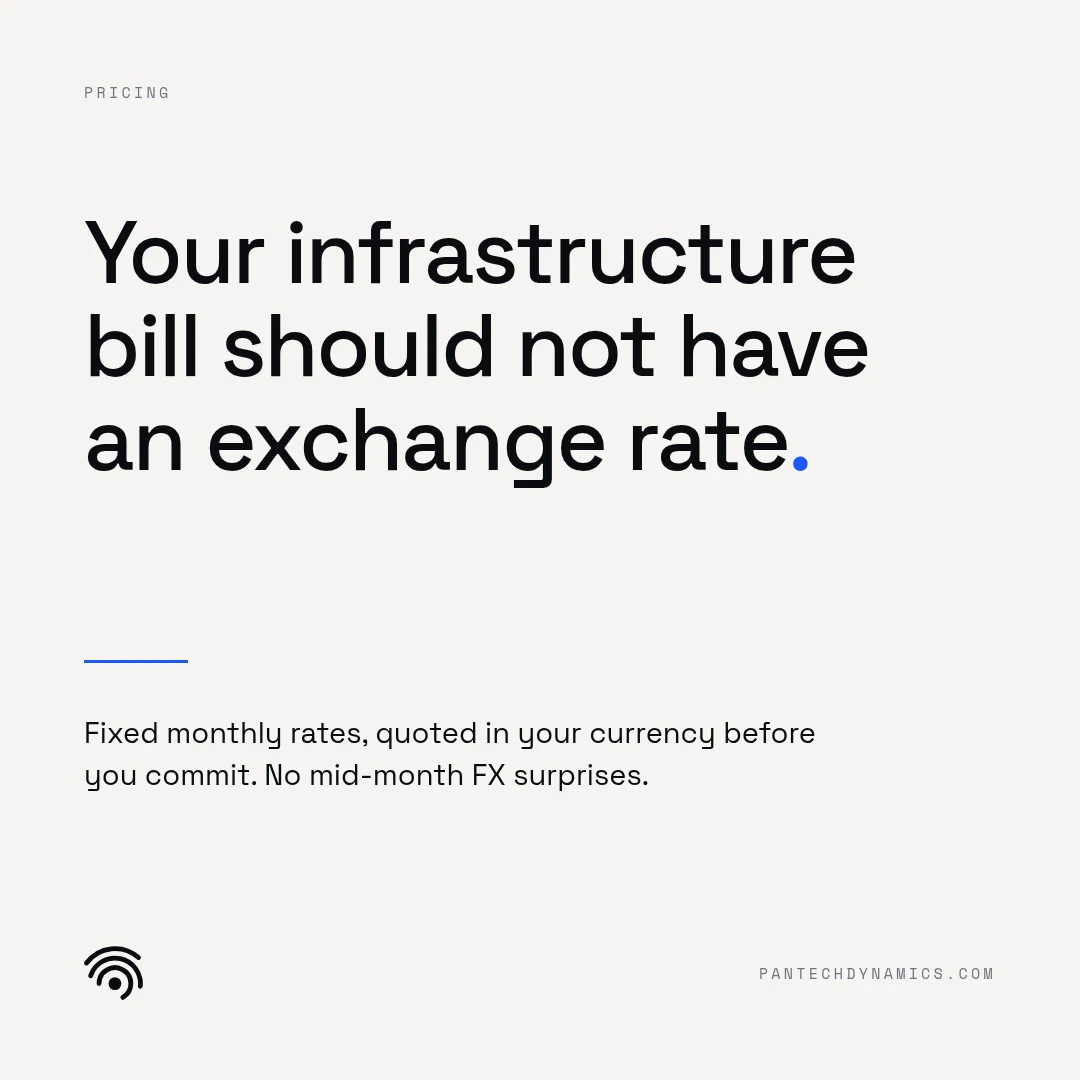 PRICING
Your infrastructure
bill should not have
an exchange rate.
Fixed monthly rates, quoted in your currency before
you commit. No mid-month FX surprises.
PANTECHDYNAMICS.COM